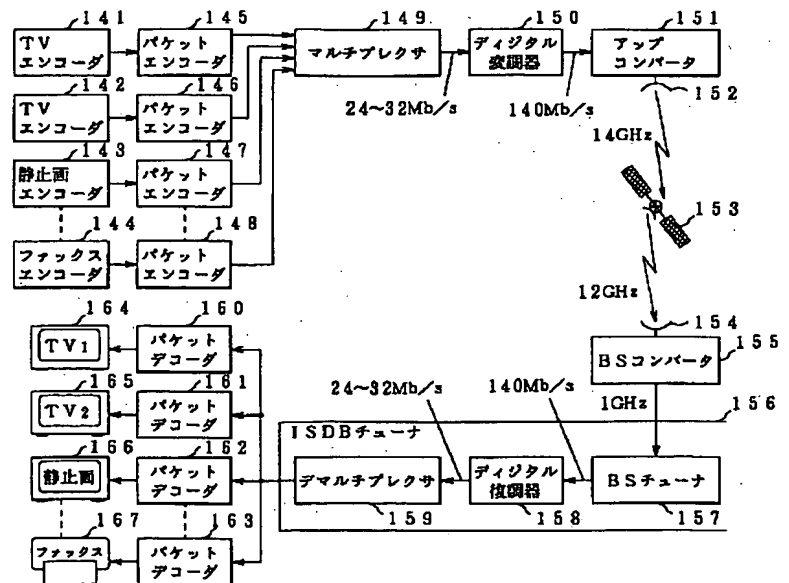 141
145
149
150
151
TV
エンコーダ
パケット
エンコーダ
マルチプレクサ
ディジタル
変調器
アップ
コンバータ
142
146
24~32Mb/s
140Mb/s
152
TV
エンコーダ
パケット
エンコーダ
14GHz
143
147
静止画
エンコーダ
パケット
エンコーダ
153
144
148
ファックス
エンコーダ
パケット
エンコーダ
12GHz
164
160
154
TV1
パケット
デコーダ
BSコンバータ
155
165
161
24~32Mb/s
140Mb/s
1GHz
156
TV2
パケット
デコーダ
ISDBチューナ
166
162
静止画
パケット
デコーダ
デマルチプレクサ
ディジタル
復調器
BSチューナ
167
163
159
158
157
ファックス
パケット
デコーダ